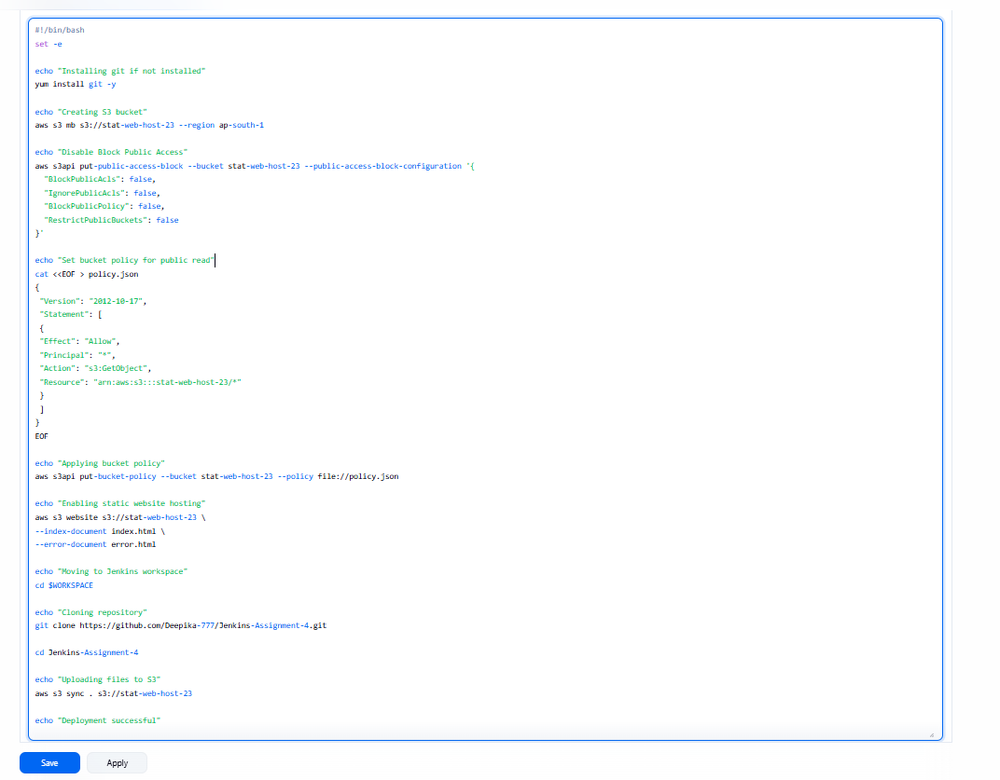 #!/bin/bash
set -e
echo "Installing git if not installed"
yum install git -y
echo "Creating S3 bucket"
aws s3 mb s3://stat-web-host-23 --region ap-south-1
echo "Disable Block Public Access"
aws s3api put-public-access-block --bucket stat-web-host-23 --public-access-block-configuration '{
"BlockPublicAcls": false,
"IgnorePublicAcls": false,
"BlockPublicPolicy": false,
"RestrictPublicBuckets": false
}'
echo "Set bucket policy for public read"
cat <<EOF > policy.json
{
"Version": "2012-10-17",
"Statement": [
{
"Effect": "Allow",
"Principal": "*",
"Action": "s3:GetObject",
"Resource": "arn:aws:s3:::stat-web-host-23/*"
}
]
}
EOF
echo "Applying bucket policy"
aws s3api put-bucket-policy --bucket stat-web-host-23 --policy file://policy.json
echo "Enabling static website hosting"
aws s3 website s3://stat-web-host-23 \
--index-document index.html \
--error-document error.html
echo "Moving to Jenkins workspace"
cd $WORKSPACE
echo "Cloning repository"
git clone https://github.com/Deepika-777/Jenkins-Assignment-4.git
cd Jenkins-Assignment-4
echo "Uploading files to S3"
aws s3 sync . s3://stat-web-host-23
echo "Deployment successful"
Save
Apply